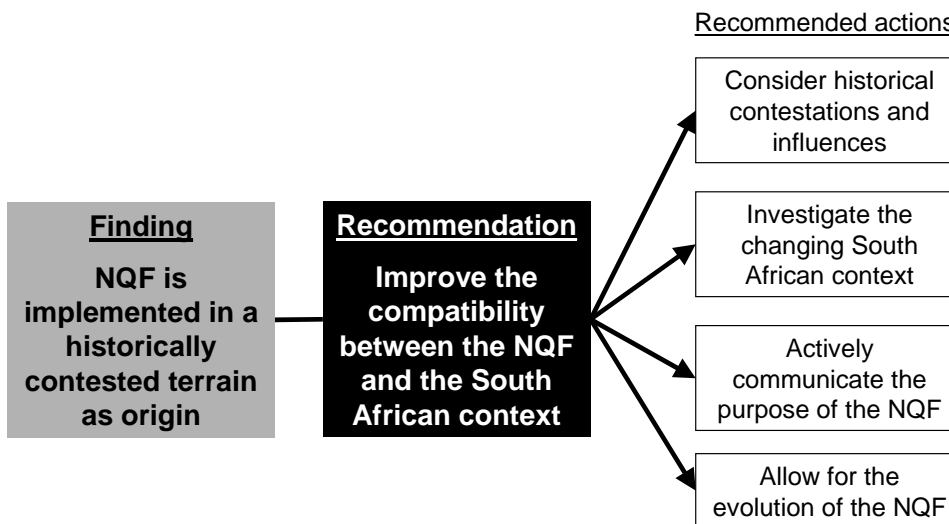 Recommended actions
Consider historical
contestations and
influences
Finding
NQF is
implemented in a
historically
contested terrain
as origin
Recommendation
Improve the
compatibility
between the NQF
and the South
African context
Investigate the
changing South
African context
Actively
communicate the
purpose of the NQF
Allow for the
evolution of the NQF